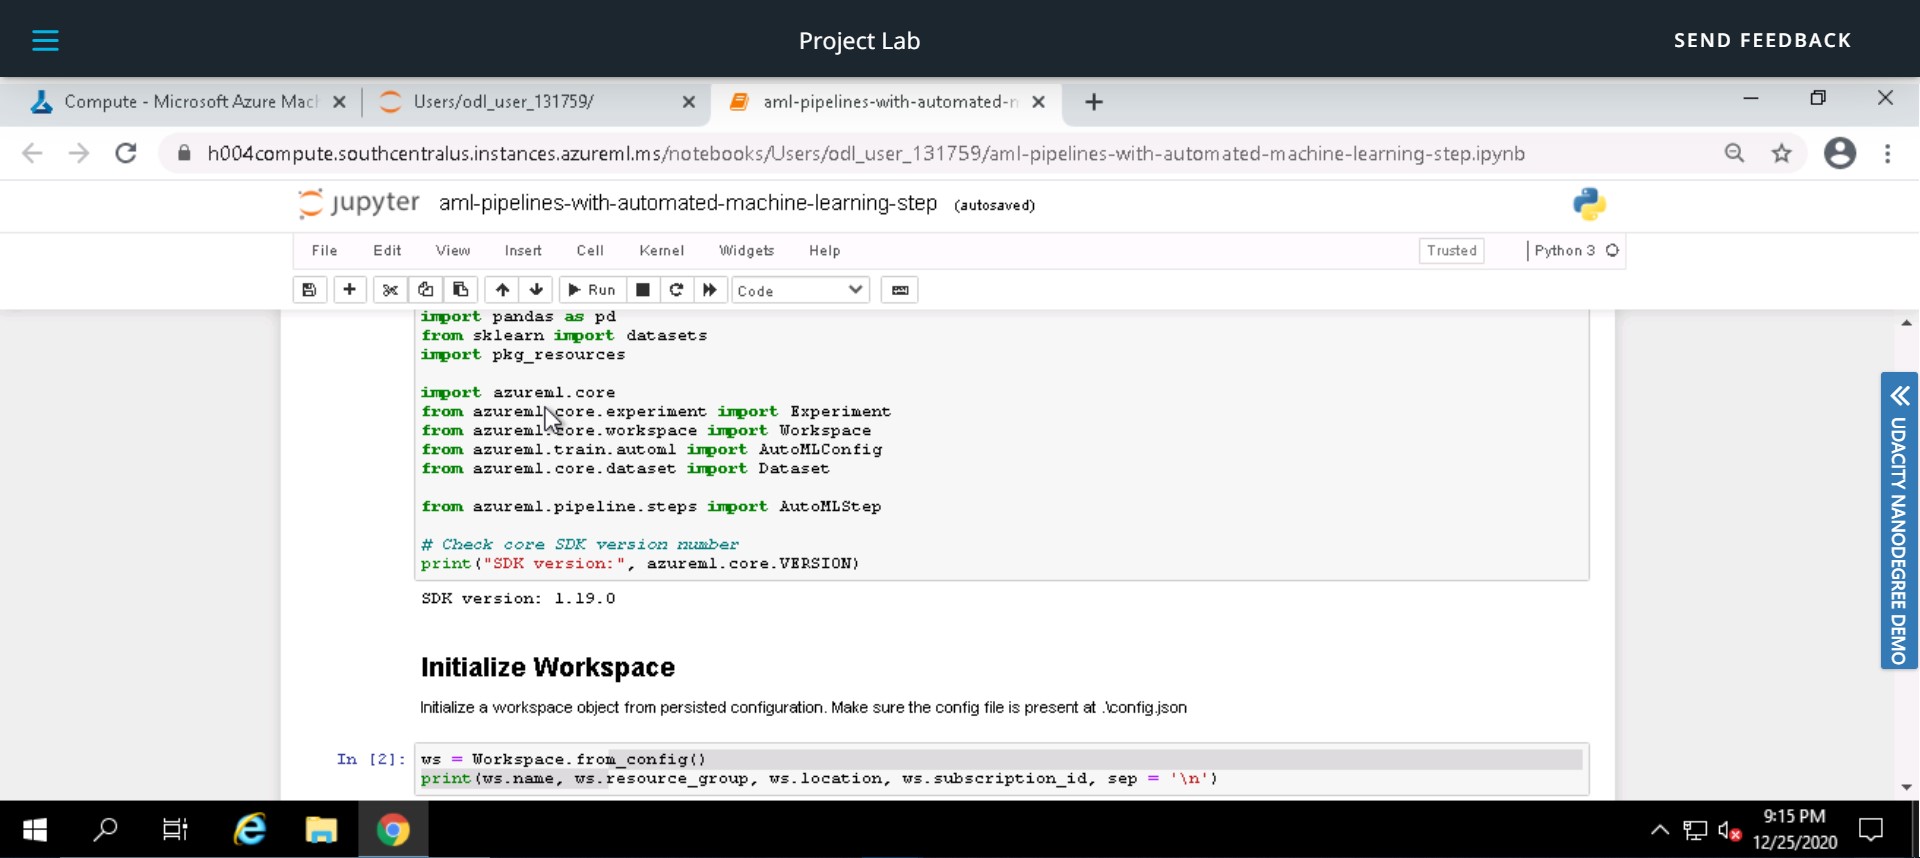 Project Lab
SEND FEEDBACK
Compute - Microsoft Azure Mac
Users/odl_user_131759/
aml-pipelines-with-automated-m
h004compute.southcentralus.instances.azureml.ms/notebooks/Users/odl_user_131759/aml-pipelines-with-automated-machine-learning-step.ipynb
jupyter aml-pipelines-with-automated-machine-learning-step (autosaved)
File Edit View Insert Cell Kernel Widgets Help Trusted Python 3
Run Code
import pandas as pd
from sklearn import datasets
import pkg_resources
import azureml.core
from azureml.core.experiment import Experiment
from azureml.core.workspace import Workspace
from azureml.train.automl import AutoMLConfig
from azureml.core.dataset import Dataset
from azureml.pipeline.steps import AutoMLStep
# Check core SDK version number
print("SDK version:", azureml.core.VERSION)
SDK version: 1.19.0
Initialize Workspace
Initialize a workspace object from persisted configuration. Make sure the config file is present at .\config.json
In [2]: ws = Workspace.from_config()
print(ws.name, ws.resource_group, ws.location, ws.subscription_id, sep = '\n')
UDACITY NANODEGREE DEMO
9:15 PM
12/25/2020